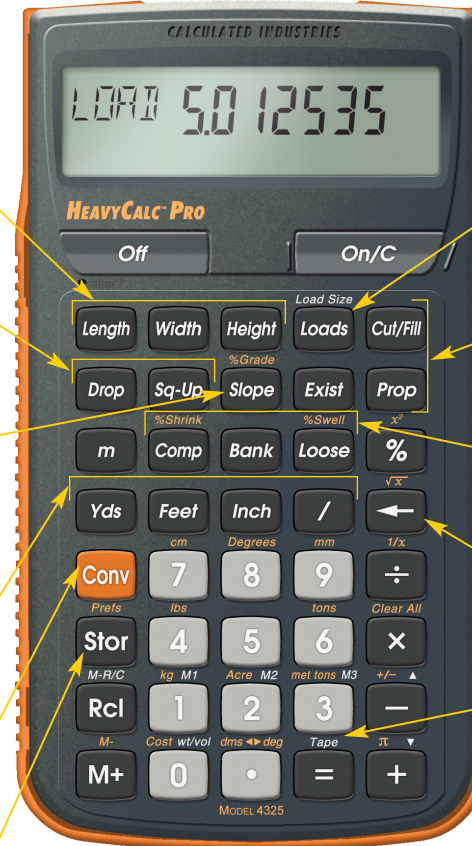 CALCULATED INDUSTRIES
LOAD 5.012535
HEAVYCALC™ PRO
Off On/C
RESET
Load Size
Length Width Height Loads Cut/Fill
%Grade
Drop Sq-Up Slope Exist Prop
%Shrink %Swell x²
m Comp Bank Loose %
√x
Yds Feet Inch / ←
cm Degrees mm 1/x
Conv 7 8 9 ÷
Prefs lbs tons Clear All
Stor 4 5 6 ×
M-R/C kg M1 Acre M2 met tons M3 +/− ▲
Rcl 1 2 3 −
M- Cost wt/vol dms◄►deg Tape π ▼
M+ 0 • = +
MODEL 4325